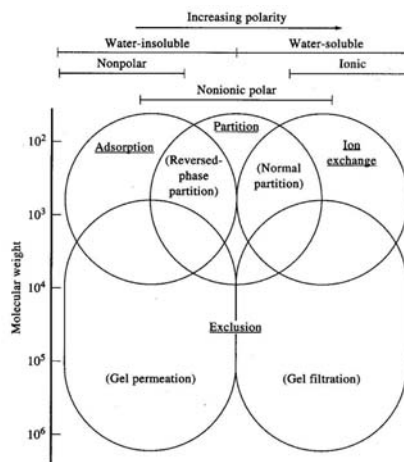 Increasing polarity
Water-insoluble Water-soluble
Nonpolar Ionic
Nonionic polar
Partition
Adsorption Ion
exchange
(Reversed-
phase
partition)
(Normal
partition)
Molecular weight
10²
10³
10⁴
10⁵
10⁶
Exclusion
(Gel permeation) (Gel filtration)